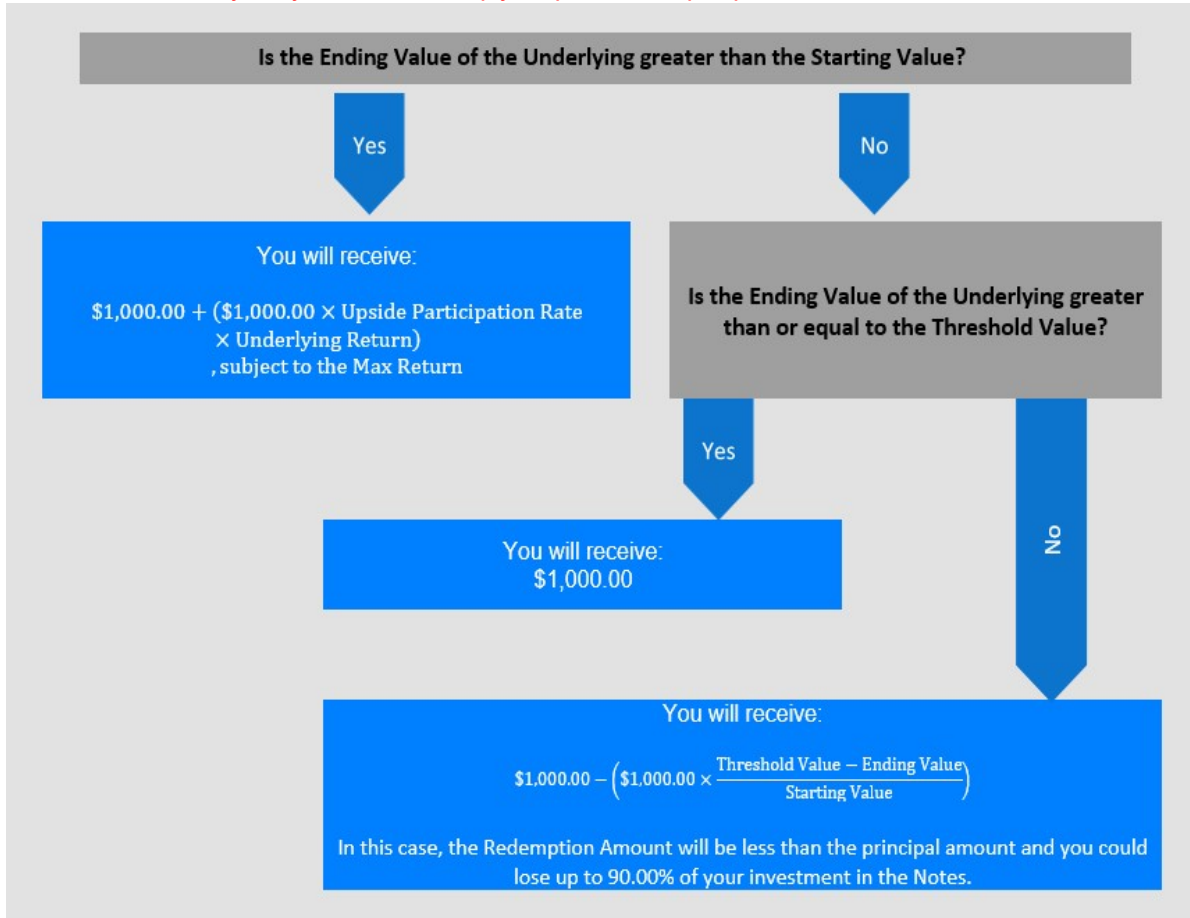 Is the Ending Value of the Underlying greater than the Starting Value?
Yes
No
You will receive:
$1,000.00 + ($1,000.00 × Upside Participation Rate
× Underlying Return)
, subject to the Max Return
Is the Ending Value of the Underlying greater
than or equal to the Threshold Value?
Yes
No
You will receive:
$1,000.00
You will receive:
$1,000.00 − ($1,000.00 × Threshold Value − Ending Value / Starting Value)
In this case, the Redemption Amount will be less than the principal amount and you could
lose up to 90.00% of your investment in the Notes.